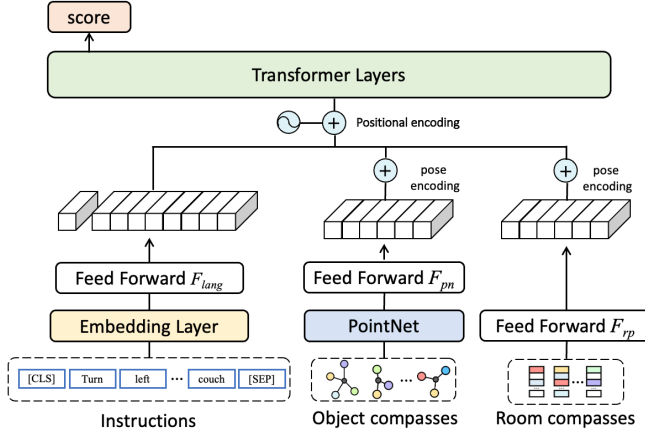 score
Transformer Layers
Positional encoding
pose
encoding
pose
encoding
Feed Forward F_lang
Feed Forward F_pn
Embedding Layer
PointNet
Feed Forward F_rp
[CLS] Turn left ... couch [SEP]
...
...
Instructions
Object compasses
Room compasses